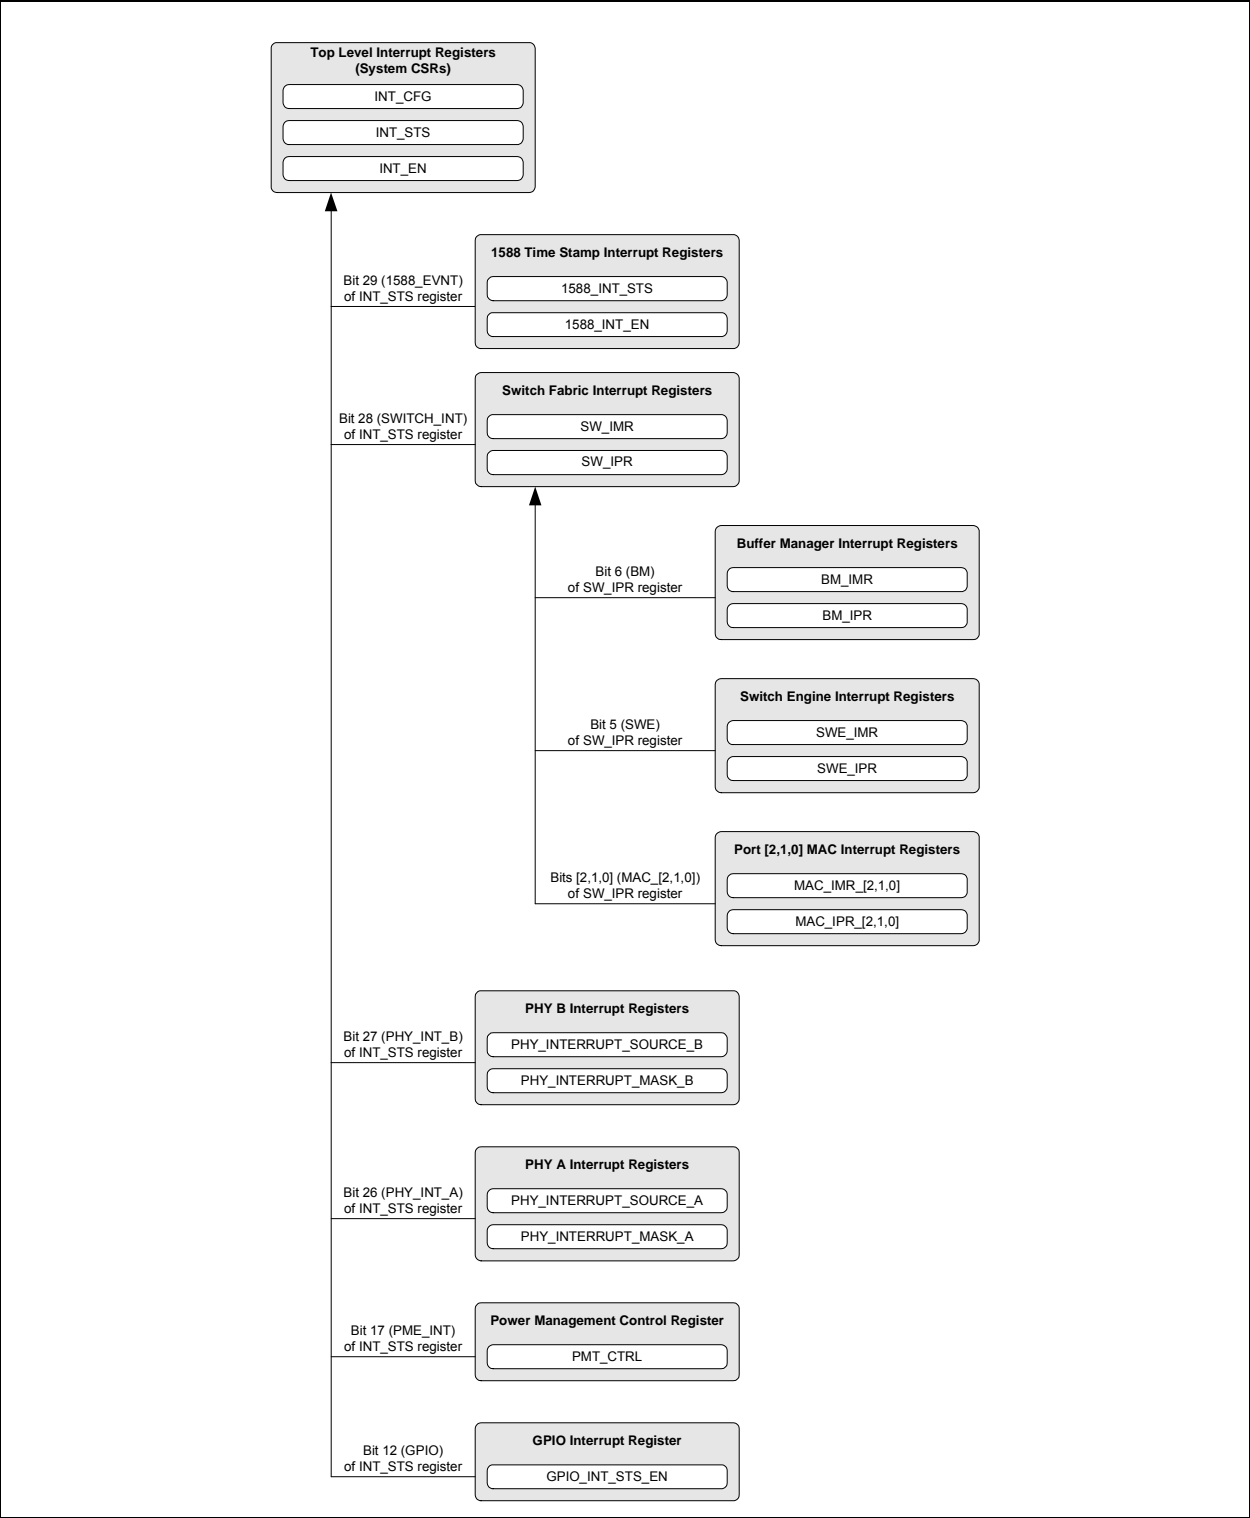 Top Level Interrupt Registers
(System CSRs)
INT_CFG
INT_STS
INT_EN
1588 Time Stamp Interrupt Registers
Bit 29 (1588_EVNT)
of INT_STS register
1588_INT_STS
1588_INT_EN
Switch Fabric Interrupt Registers
Bit 28 (SWITCH_INT)
of INT_STS register
SW_IMR
SW_IPR
Buffer Manager Interrupt Registers
Bit 6 (BM)
of SW_IPR register
BM_IMR
BM_IPR
Switch Engine Interrupt Registers
Bit 5 (SWE)
of SW_IPR register
SWE_IMR
SWE_IPR
Port [2,1,0] MAC Interrupt Registers
Bits [2,1,0] (MAC_[2,1,0])
of SW_IPR register
MAC_IMR_[2,1,0]
MAC_IPR_[2,1,0]
PHY B Interrupt Registers
Bit 27 (PHY_INT_B)
of INT_STS register
PHY_INTERRUPT_SOURCE_B
PHY_INTERRUPT_MASK_B
PHY A Interrupt Registers
Bit 26 (PHY_INT_A)
of INT_STS register
PHY_INTERRUPT_SOURCE_A
PHY_INTERRUPT_MASK_A
Power Management Control Register
Bit 17 (PME_INT)
of INT_STS register
PMT_CTRL
GPIO Interrupt Register
Bit 12 (GPIO)
of INT_STS register
GPIO_INT_STS_EN